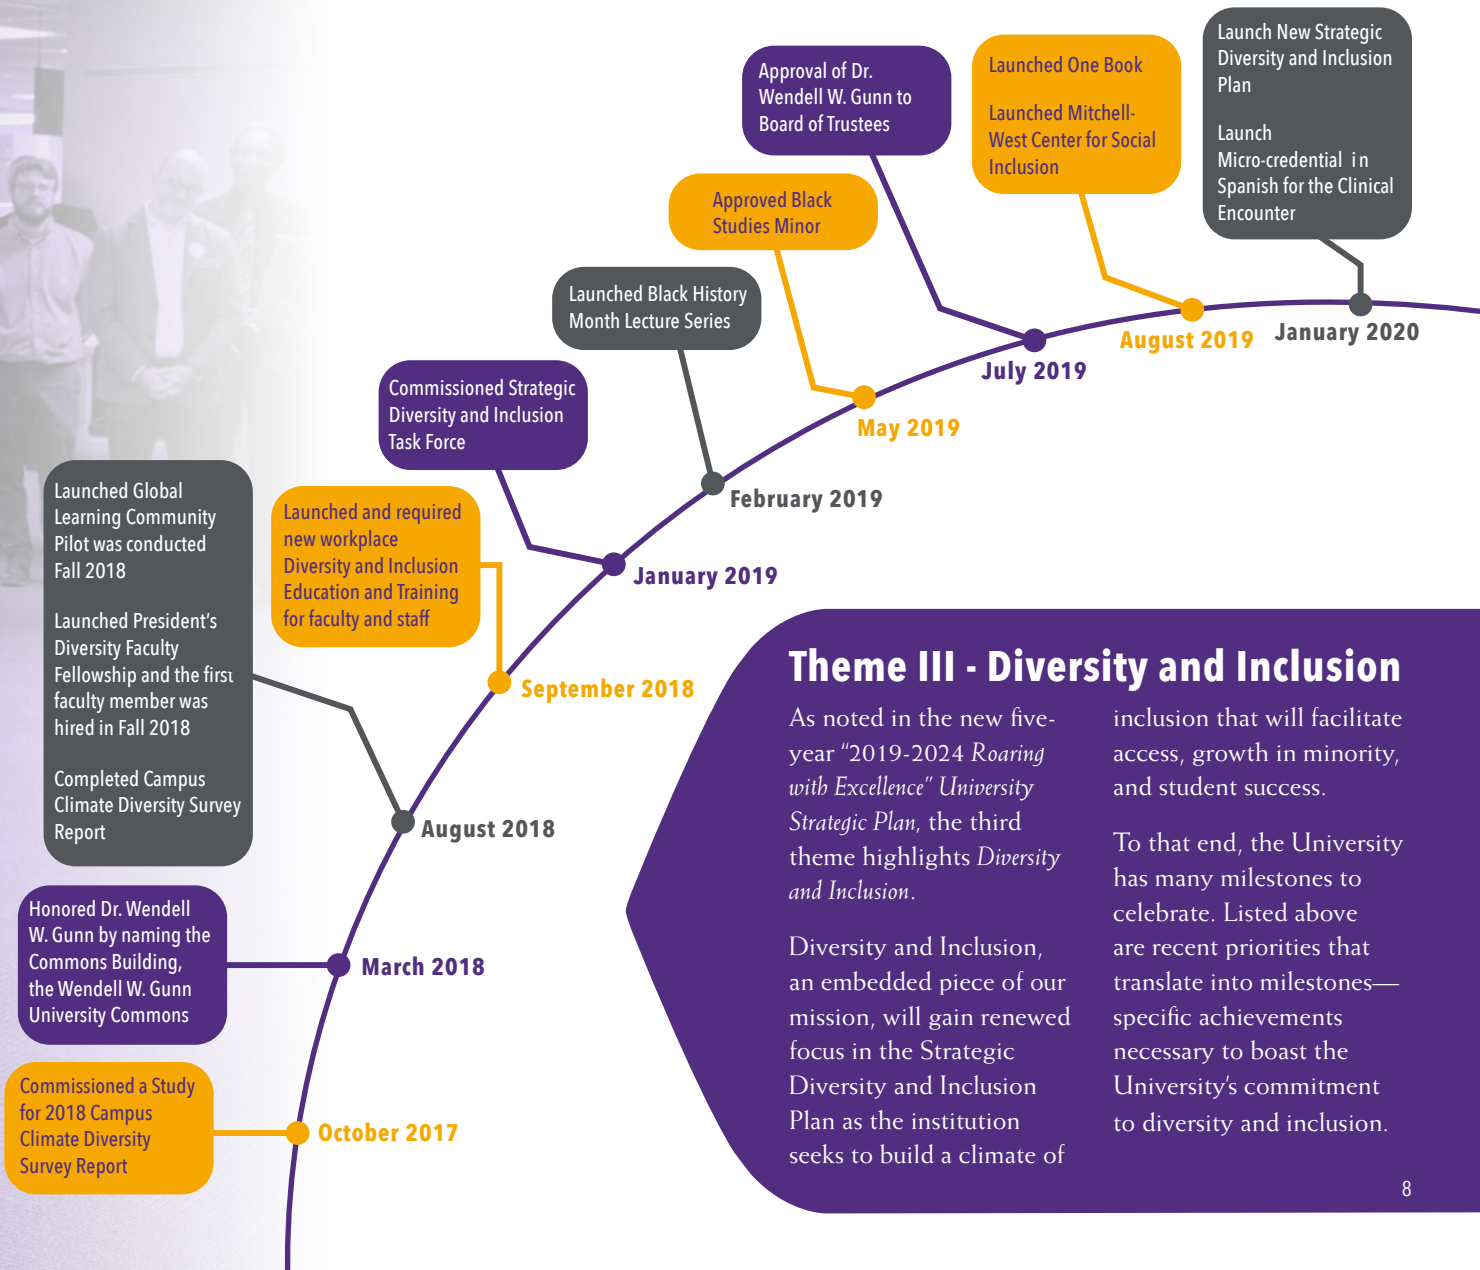 Launch New Strategic
Diversity and Inclusion
Plan
Launch
Micro-credential in
Spanish for the Clinical
Encounter
Launched One Book
Launched Mitchell-
West Center for Social
Inclusion
Approval of Dr.
Wendell W. Gunn to
Board of Trustees
Approved Black
Studies Minor
Launched Black History
Month Lecture Series
Commissioned Strategic
Diversity and Inclusion
Task Force
Launched and required
new workplace
Diversity and Inclusion
Education and Training
for faculty and staff
Launched Global
Learning Community
Pilot was conducted
Fall 2018
Launched President's
Diversity Faculty
Fellowship and the first
faculty member was
hired in Fall 2018
Completed Campus
Climate Diversity Survey
Report
Honored Dr. Wendell
W. Gunn by naming the
Commons Building,
the Wendell W. Gunn
University Commons
Commissioned a Study
for 2018 Campus
Climate Diversity
Survey Report
January 2020
August 2019
July 2019
May 2019
February 2019
January 2019
September 2018
August 2018
March 2018
October 2017
Theme III - Diversity and Inclusion
As noted in the new five-
year "2019-2024 Roaring
with Excellence" University
Strategic Plan, the third
theme highlights Diversity
and Inclusion.
Diversity and Inclusion,
an embedded piece of our
mission, will gain renewed
focus in the Strategic
Diversity and Inclusion
Plan as the institution
seeks to build a climate of
inclusion that will facilitate
access, growth in minority,
and student success.
To that end, the University
has many milestones to
celebrate. Listed above
are recent priorities that
translate into milestones—
specific achievements
necessary to boast the
University's commitment
to diversity and inclusion.
8